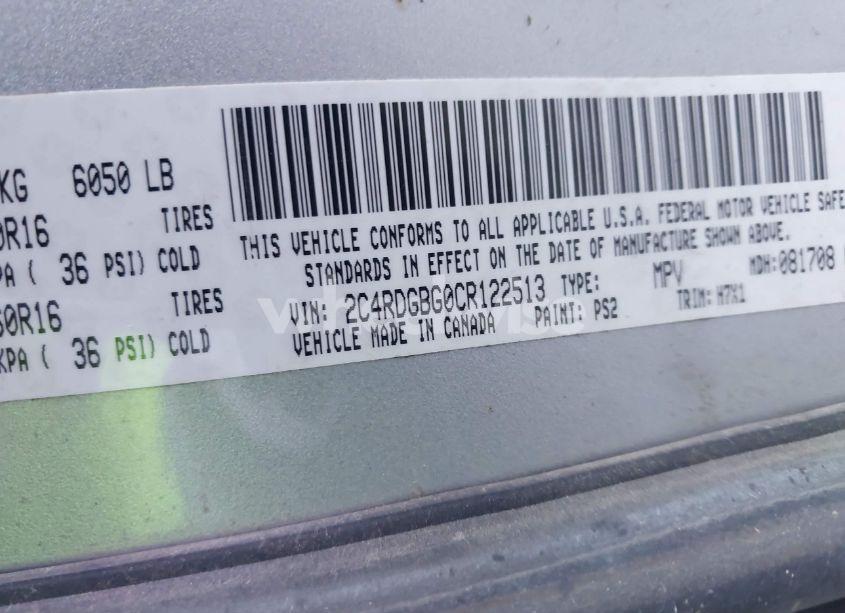 KG 6050 LB
0R16 TIRES
KPA ( 36 PSI) COLD
60R16 TIRES
KPA ( 36 PSI) COLD
THIS VEHICLE CONFORMS TO ALL APPLICABLE U.S.A. FEDERAL MOTOR VEHICLE SAFE
STANDARDS IN EFFECT ON THE DATE OF MANUFACTURE SHOWN ABOVE.
VIN: 2C4RDGBG0CR122513 TYPE: MPV MDH: 081708
VEHICLE MADE IN CANADA PAINT: PS2 TRIM: H7X1